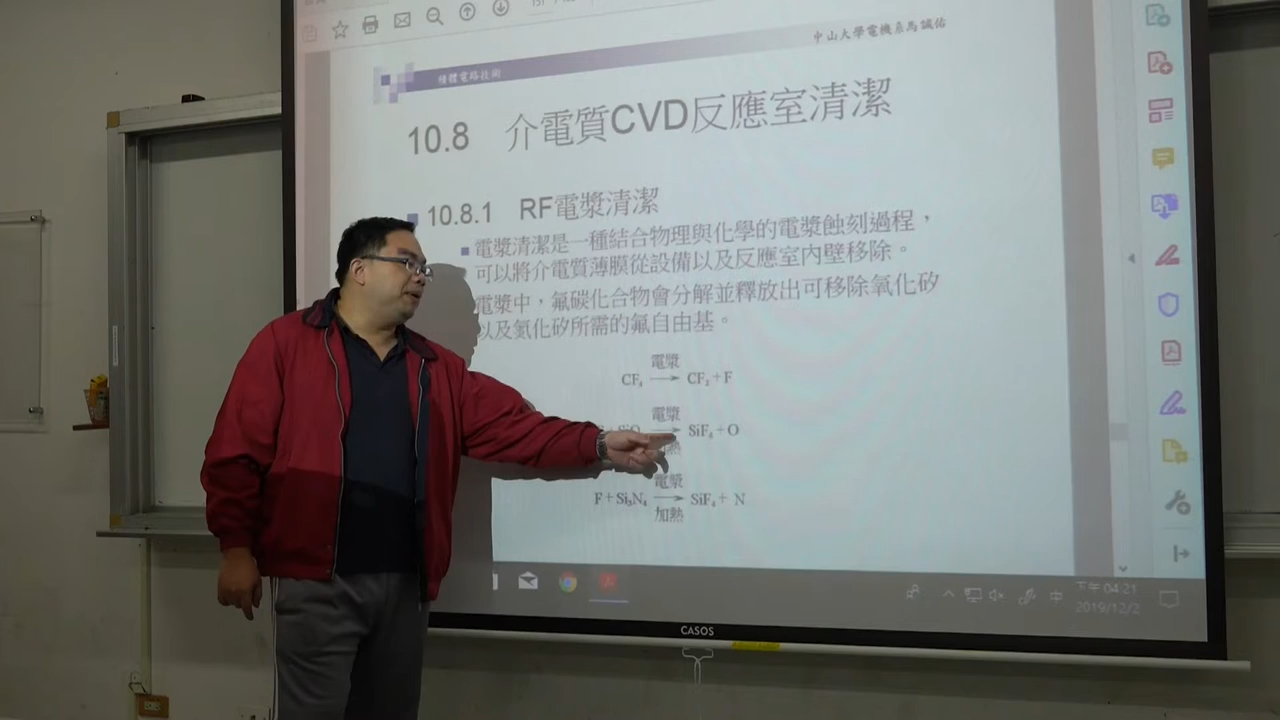 中山大學電機系馬誠佑
積體電路技術
10.8 介電質CVD反應室清潔
10.8.1 RF電漿清潔
電漿清潔是一種結合物理與化學的電漿蝕刻過程，
可以將介電質薄膜從設備以及反應室內壁移除。
電漿中，氟碳化合物會分解並釋放出可移除氧化矽
以及氮化矽所需的氟自由基。
電漿
CF₄ → CF₃+F
電漿
SiO → SiF₄+O
熱
電漿
F+Si₃N₄ → SiF₄+ N
加熱
中
下午 04:21
2019/12/2
CASOS